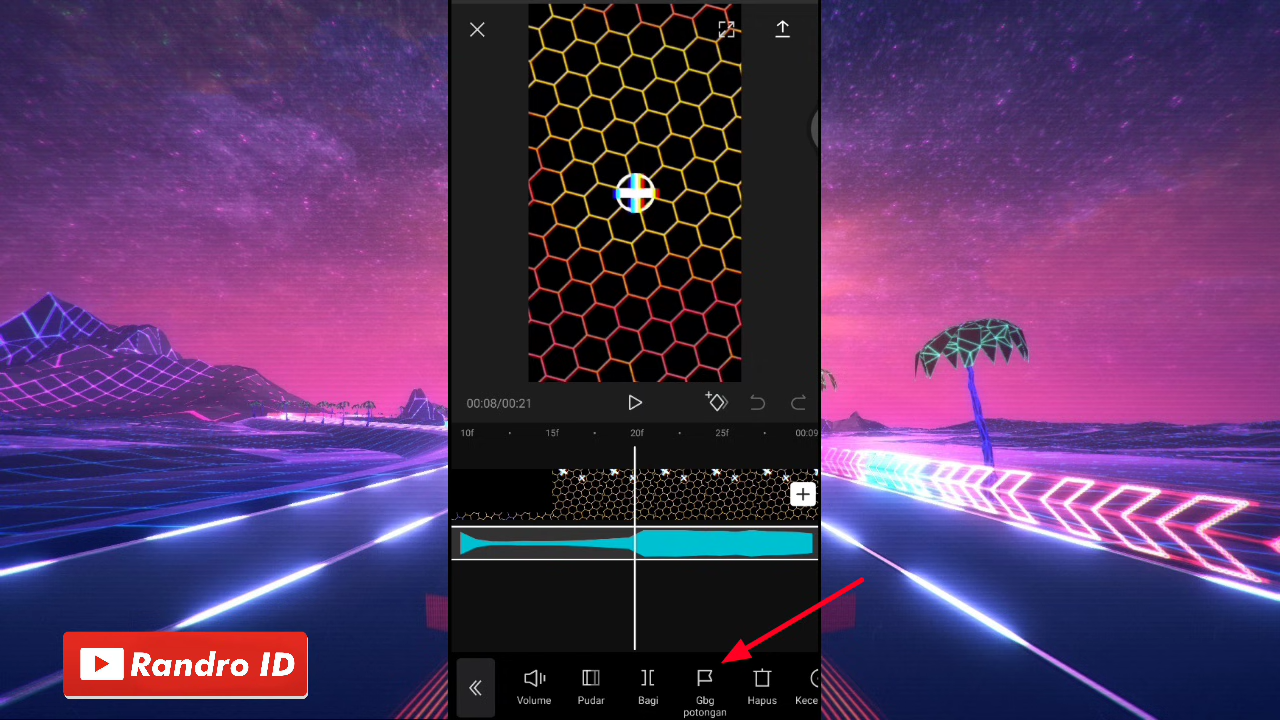 00:08/00:21
10f 15f 20f 25f 00:09
Volume Pudar Bagi Gbg potongan Hapus Kece
Randro ID